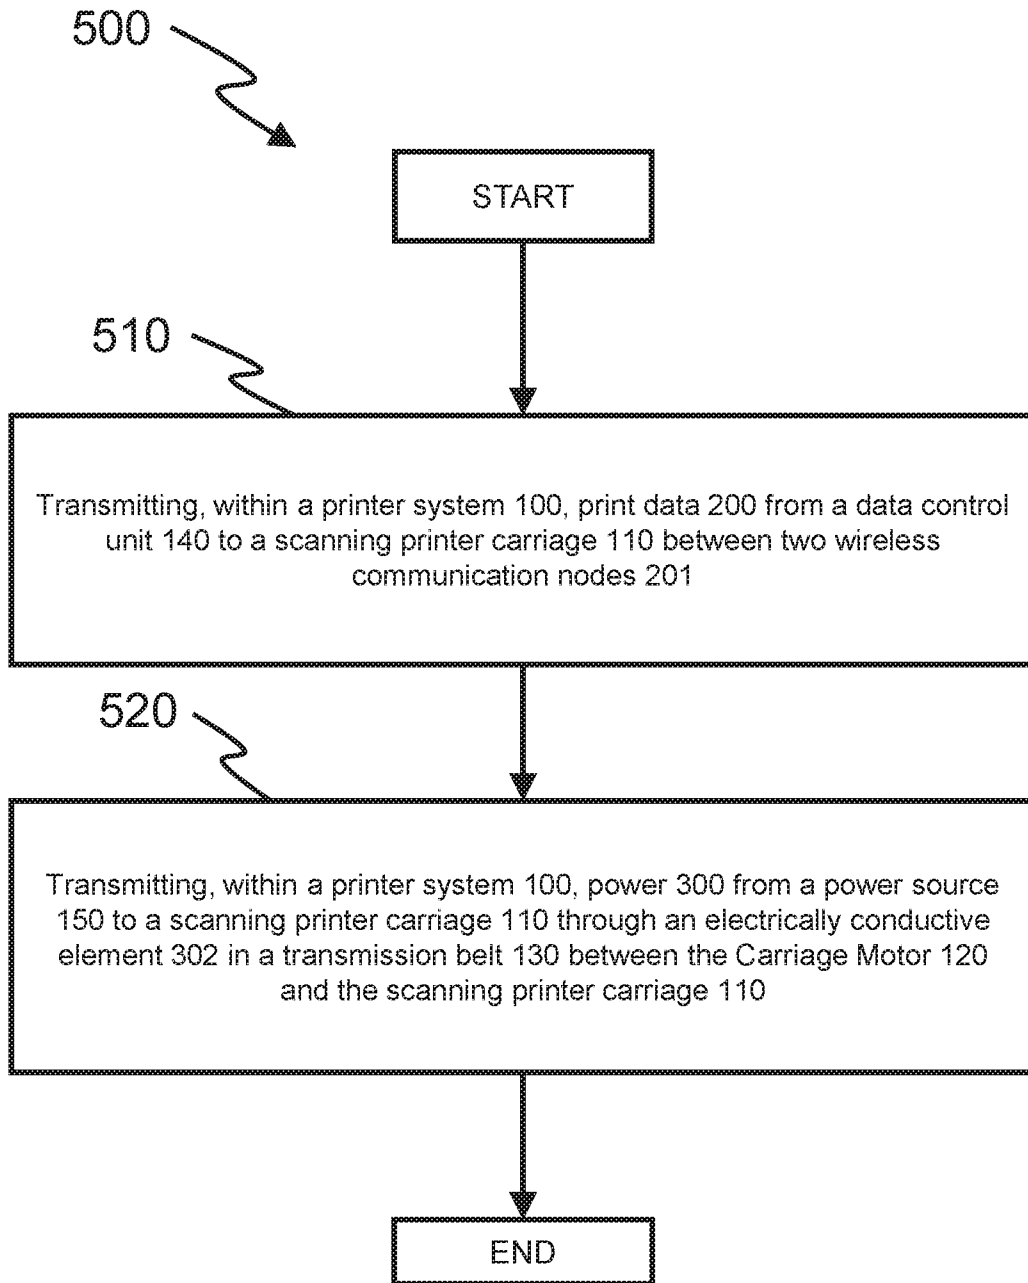 500
START
510
Transmitting, within a printer system 100, print data 200 from a data control
unit 140 to a scanning printer carriage 110 between two wireless
communication nodes 201
520
Transmitting, within a printer system 100, power 300 from a power source
150 to a scanning printer carriage 110 through an electrically conductive
element 302 in a transmission belt 130 between the Carriage Motor 120
and the scanning printer carriage 110
END